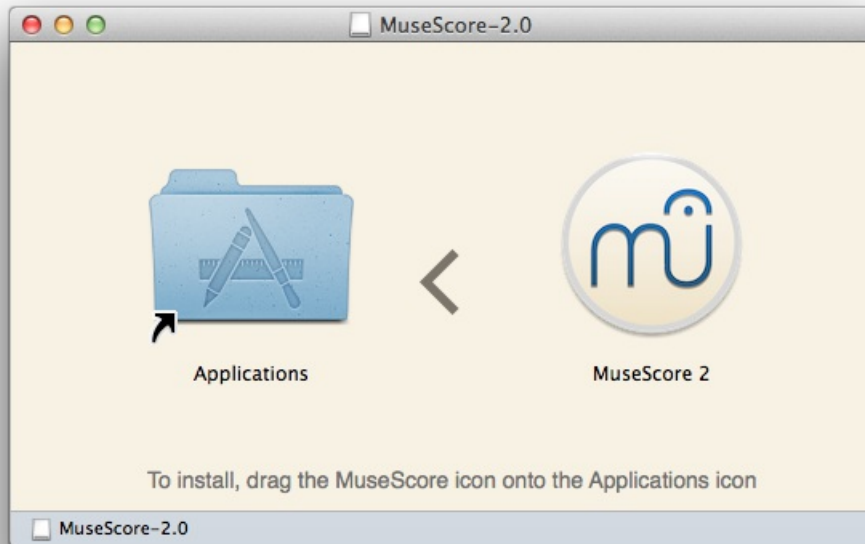 MuseScore-2.0
Applications
MuseScore 2
To install, drag the MuseScore icon onto the Applications icon
MuseScore-2.0